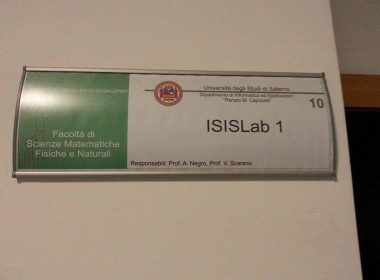 UNIVERSITÀ DEGLI STUDI DI SALERNO
Facoltà di
Scienze Matematiche
Fisiche e Naturali
Università degli Studi di Salerno
Dipartimento di Informatica ed Applicazioni
"Renato M. Capocelli"
10
ISISLab 1
Responsabili: Prof. A. Negro, Prof. V. Scarano